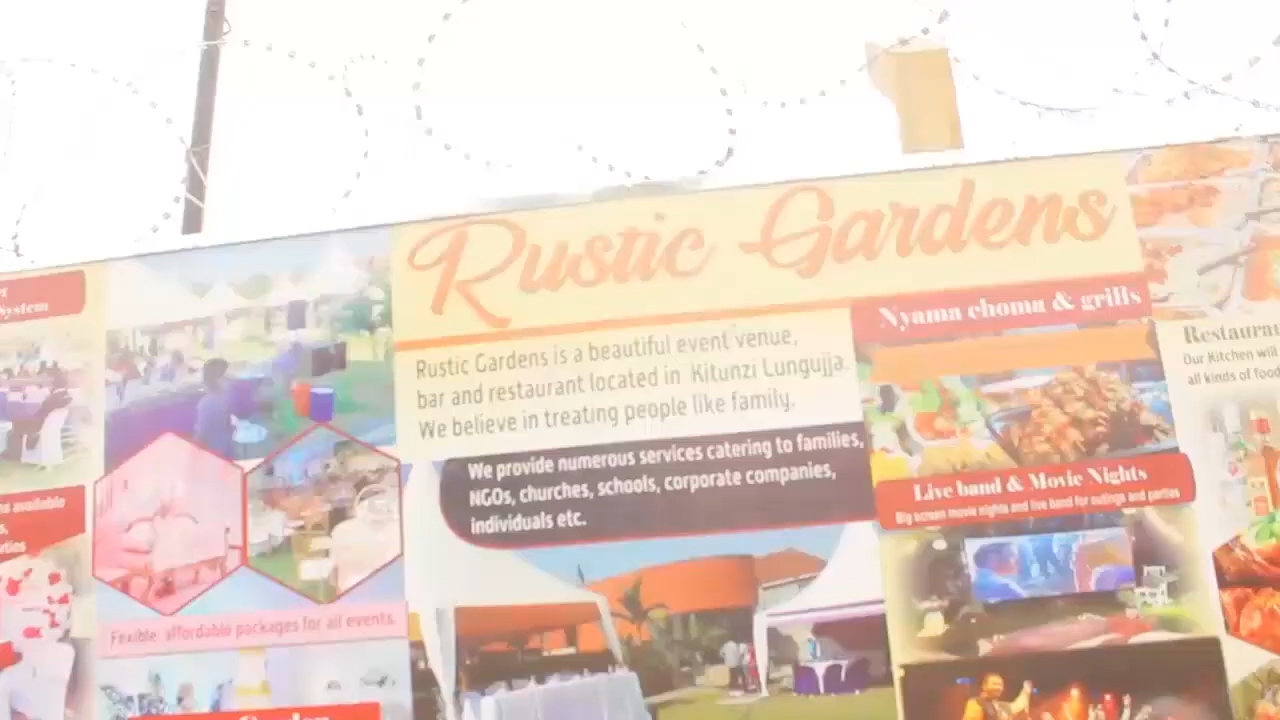 System
ns available
Rustic Gardens
Rustic Gardens is a beautiful event venue,
bar and restaurant located in Kitunzi Lungujja.
We believe in treating people like family.
We provide numerous services catering to families,
NGOs, churches, schools, corporate companies,
individuals etc.
Fexible, affordable packages for all events.
Nyama choma & grills
Live band & Movie Nights
Big screen movie nights and live band for outings and parties
Our Kitchen will
all kinds of food